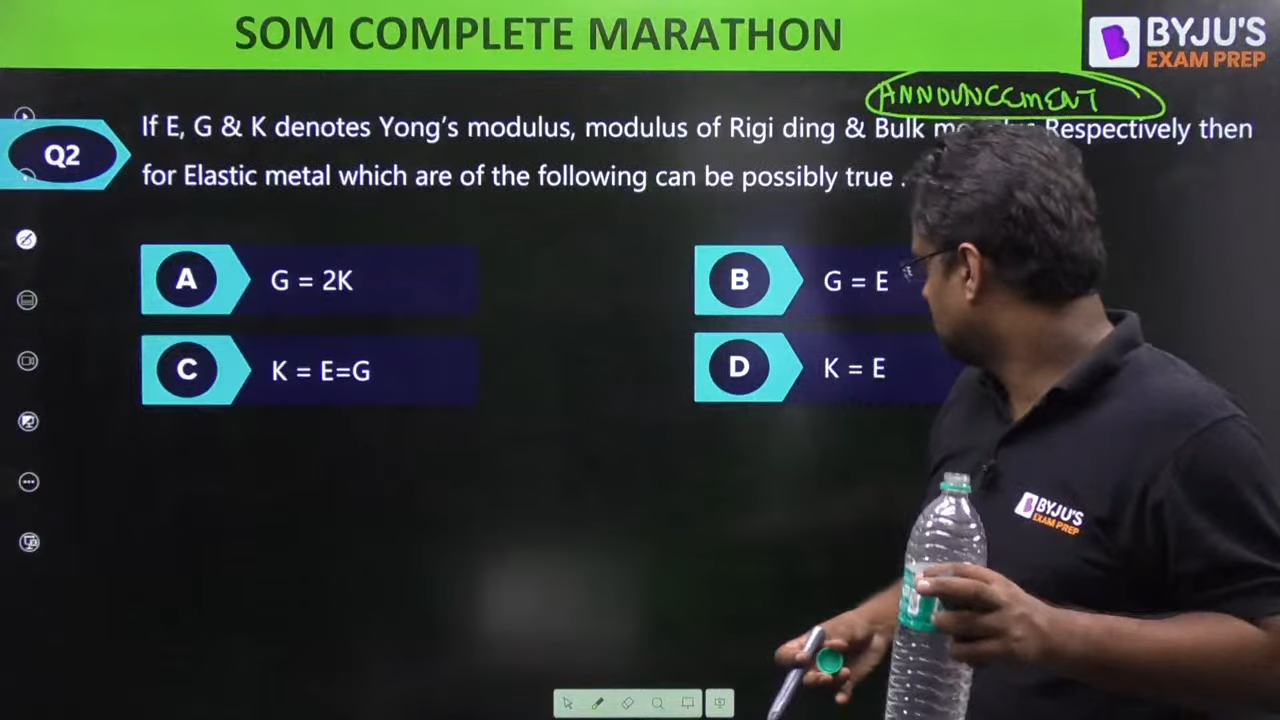 SOM COMPLETE MARATHON
BYJU'S
EXAM PREP
ANNOUNCEMENT
Q2
If E, G & K denotes Yong's modulus, modulus of Rigi ding & Bulk Respectively then
for Elastic metal which are of the following can be possibly true .
A G = 2K
B G = E
C K = E=G
D K = E
BYJU'S
EXAM PREP